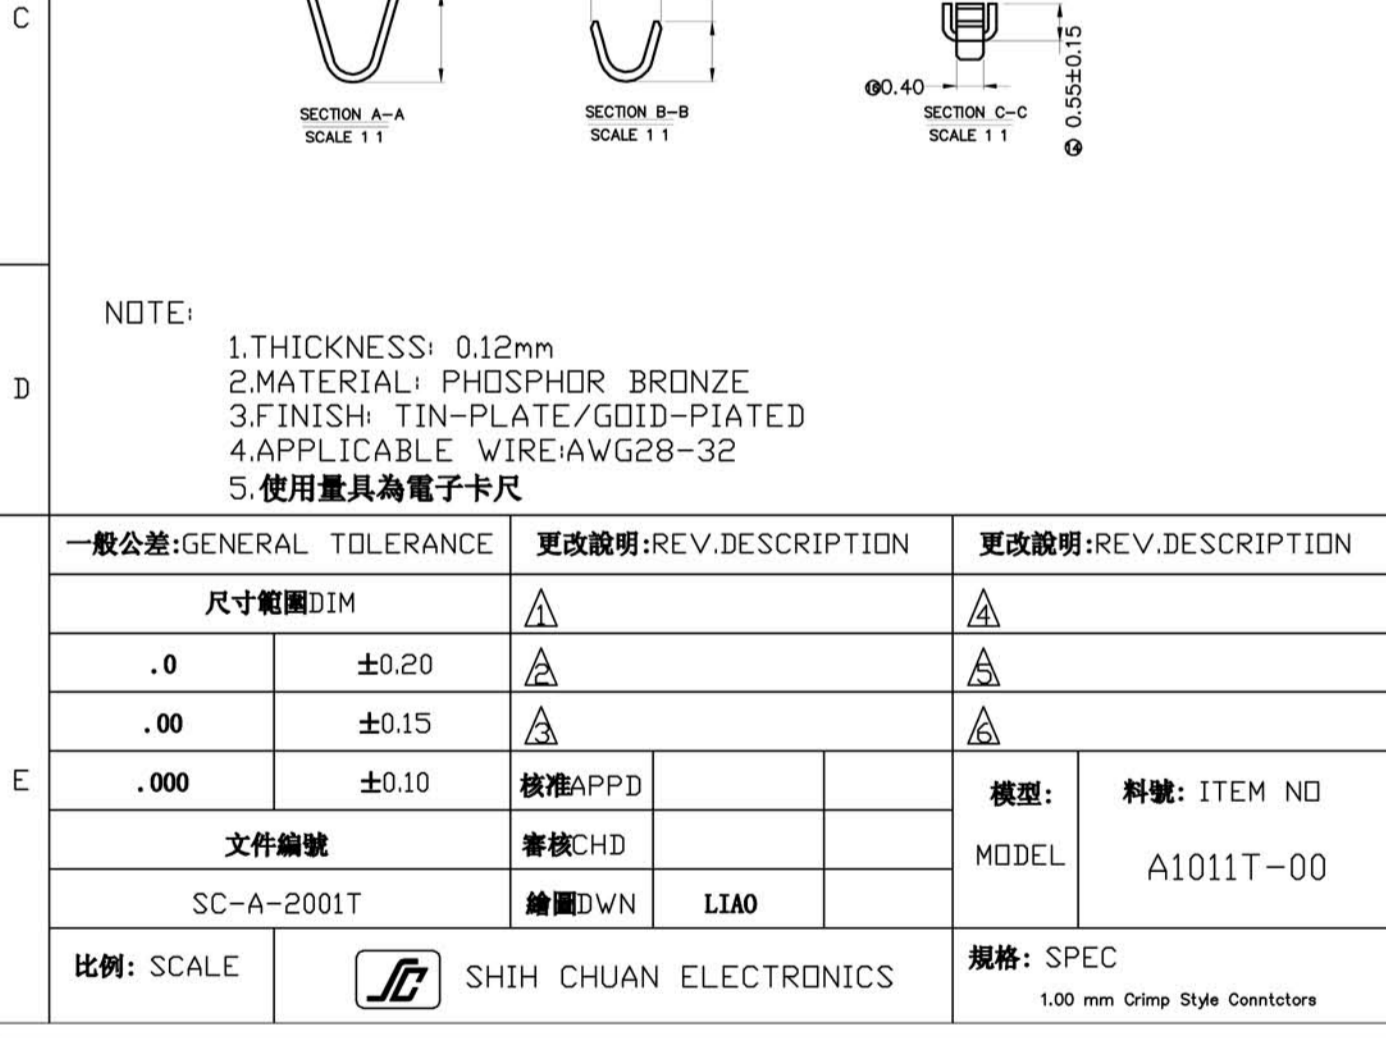 C
⑯0.40
⑭ 0.55±0.15
SECTION A-A
SCALE 1 1
SECTION B-B
SCALE 1 1
SECTION C-C
SCALE 1 1
D
NOTE:
1.THICKNESS: 0.12mm
2.MATERIAL: PHOSPHOR BRONZE
3.FINISH: TIN-PLATE/GOID-PIATED
4.APPLICABLE WIRE:AWG28-32
5.使用量具為電子卡尺
一般公差:GENERAL TOLERANCE
更改說明:REV.DESCRIPTION
更改說明:REV.DESCRIPTION
尺寸範圍DIM
1
4
.0 ±0.20
2
5
.00 ±0.15
3
6
E
.000 ±0.10
核准APPD
模型:
MODEL
料號: ITEM NO
A1011T-00
文件編號
審核CHD
SC-A-2001T
繪圖DWN LIAO
比例: SCALE
SC SHIH CHUAN ELECTRONICS
規格: SPEC
1.00 mm Crimp Style Conntctors